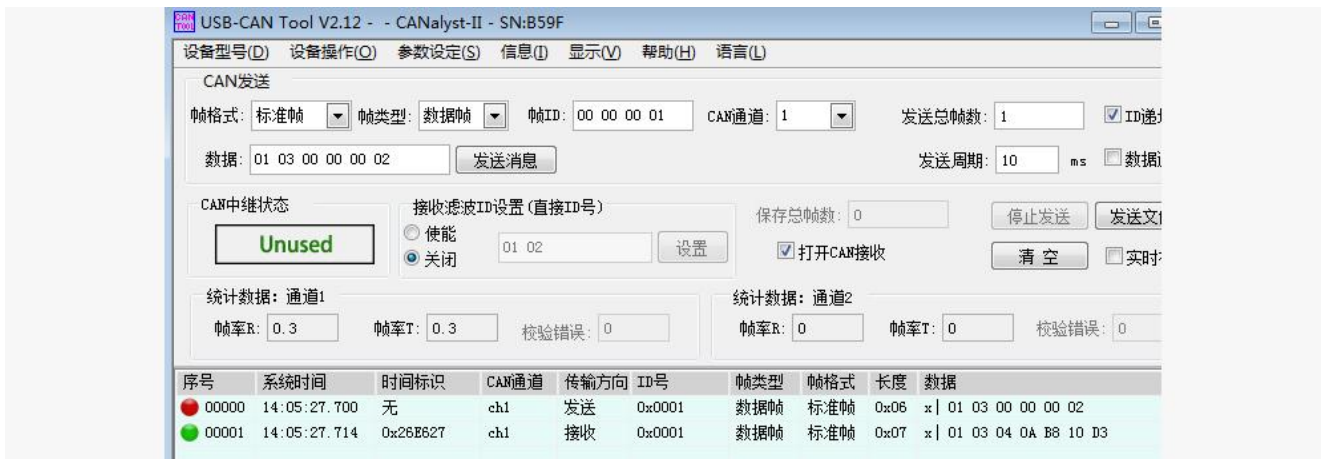 USB-CAN Tool V2.12 - - CANalyst-II - SN:B59F
设备型号(D) 设备操作(O) 参数设定(S) 信息(I) 显示(V) 帮助(H) 语言(L)
CAN发送
帧格式: 标准帧 帧类型: 数据帧 帧ID: 00 00 00 01 CAN通道: 1 发送总帧数: 1 ID递
数据: 01 03 00 00 00 02 发送消息 发送周期: 10 ms 数据
CAN中继状态 接收滤波ID设置(直接ID号)
Unused 使能 关闭 01 02 设置 保存总帧数: 0 停止发送 发送文
打开CAN接收 清 空 实时
统计数据: 通道1 统计数据: 通道2
帧率R: 0.3 帧率T: 0.3 校验错误: 0 帧率R: 0 帧率T: 0 校验错误: 0
序号 系统时间 时间标识 CAN通道 传输方向 ID号 帧类型 帧格式 长度 数据
00000 14:05:27.700 无 ch1 发送 0x0001 数据帧 标准帧 0x06 x| 01 03 00 00 00 02
00001 14:05:27.714 0x26E627 ch1 接收 0x0001 数据帧 标准帧 0x07 x| 01 03 04 0A B8 10 D3